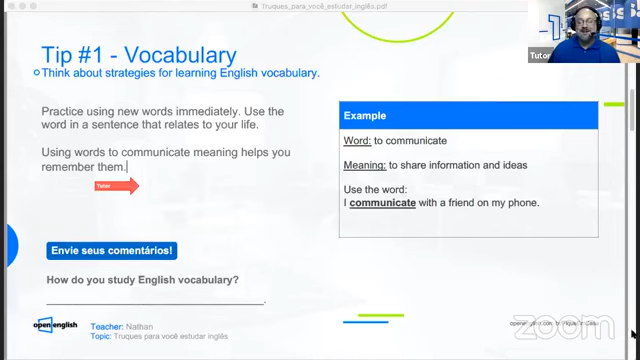 Truques_para_você_estudar_inglês.pdf
Tip #1 - Vocabulary
Think about strategies for learning English vocabulary.
Tutor
Practice using new words immediately. Use the
word in a sentence that relates to your life.
Using words to communicate meaning helps you
remember them.
Tutor
Example
Word: to communicate
Meaning: to share information and ideas
Use the word:
I communicate with a friend on my phone.
Envie seus comentários!
How do you study English vocabulary?
open english
Teacher: Nathan
Topic: Truques para você estudar inglês
zoom